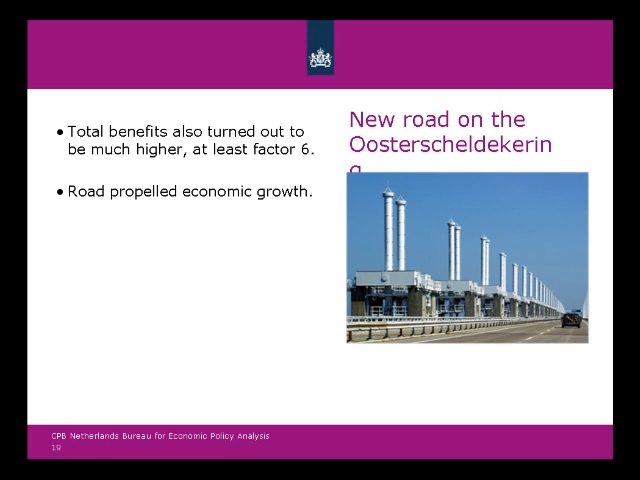 New road on the
Oosterscheldekerin
g
• Total benefits also turned out to
be much higher, at least factor 6.
• Road propelled economic growth.
CPB Netherlands Bureau for Economic Policy Analysis
19